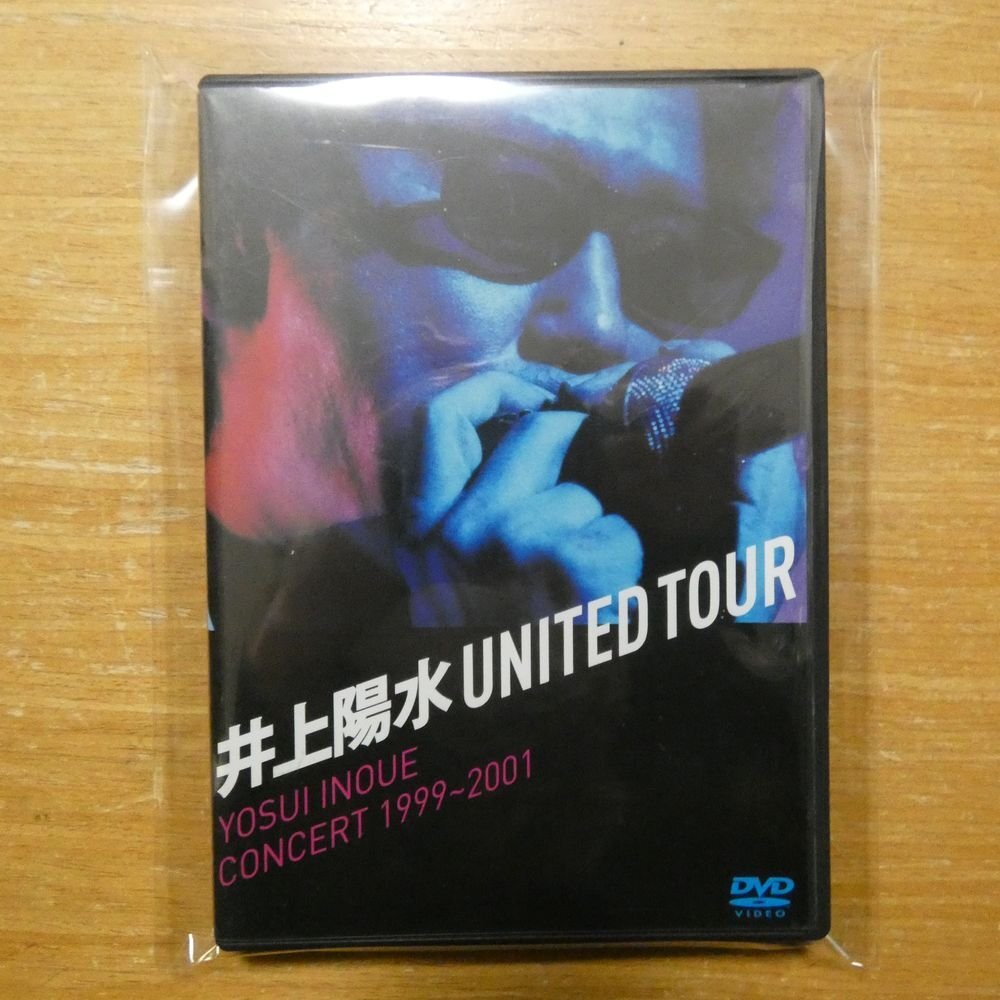 井上陽水 UNITED TOUR
YOSUI INOUE
CONCERT 1999~2001
DVD
VIDEO